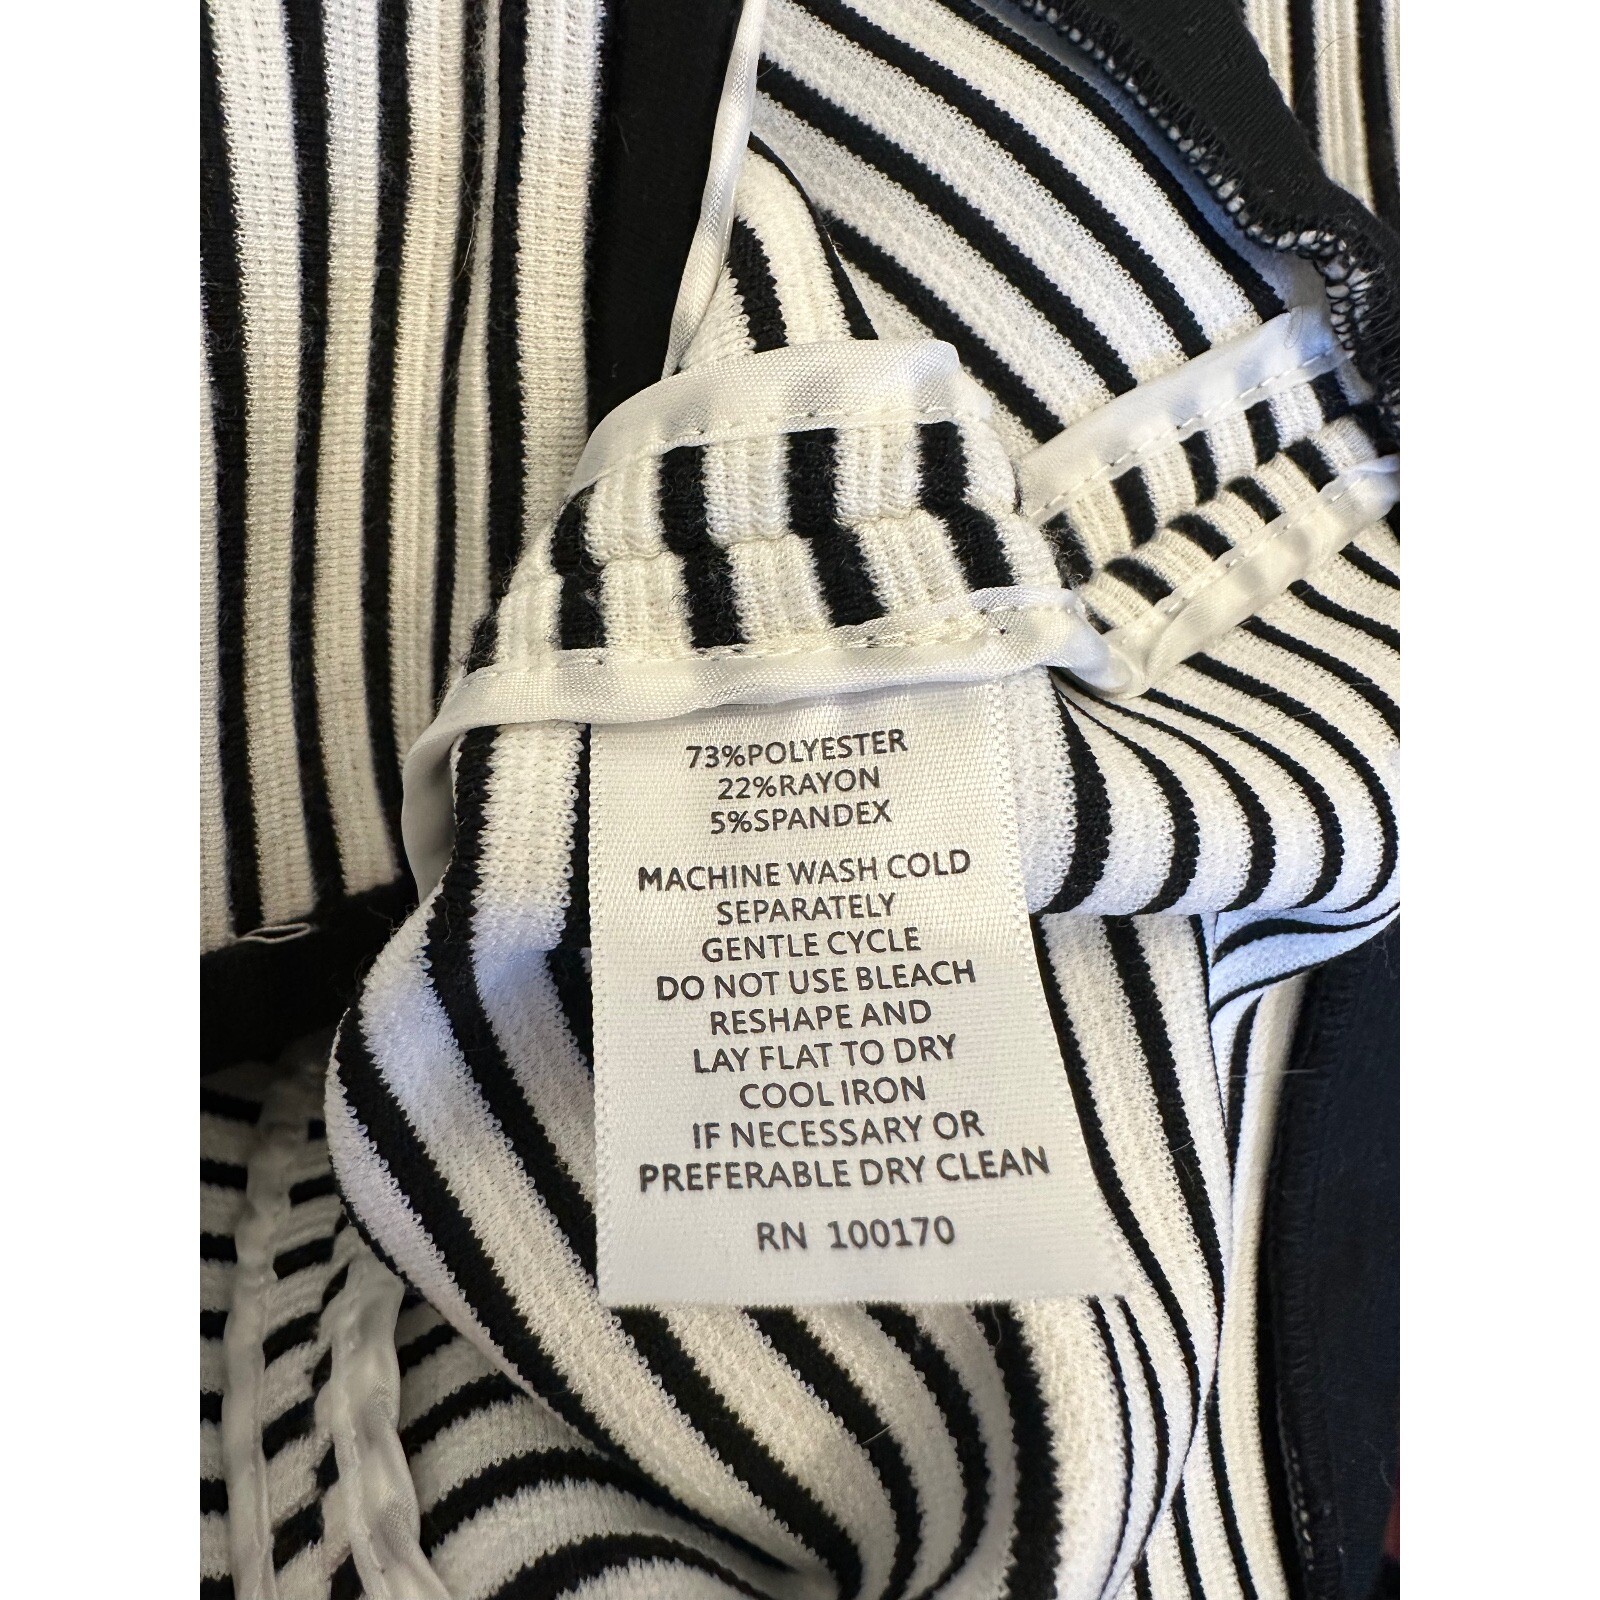 73%POLYESTER
22%RAYON
5%SPANDEX
MACHINE WASH COLD
SEPARATELY
GENTLE CYCLE
DO NOT USE BLEACH
RESHAPE AND
LAY FLAT TO DRY
COOL IRON
IF NECESSARY OR
PREFERABLE DRY CLEAN
RN 100170